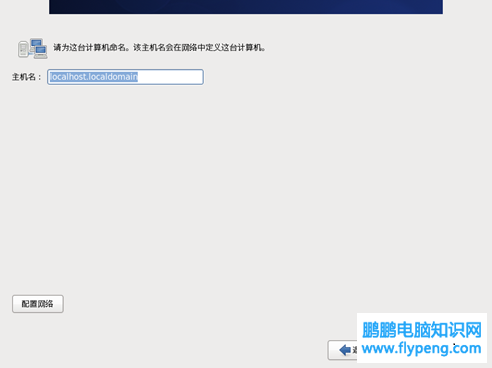 请为这台计算机命名。该主机名会在网络中定义这台计算机。
主机名： localhost.localdomain
配置网络
鹏鹏电脑知识网
www.flypeng.com